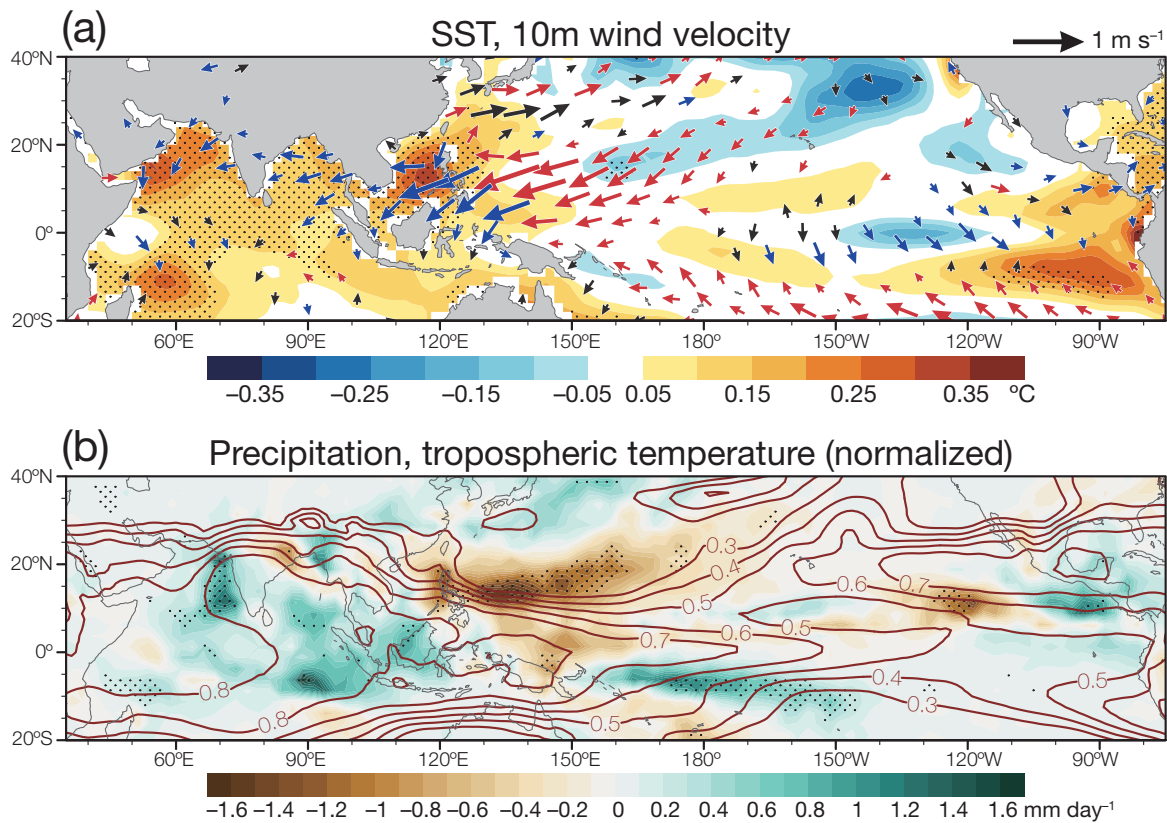 (a) SST, 10m wind velocity 1 m s⁻¹
40ºN
20ºN
0º
20ºS
60ºE 90ºE 120ºE 150ºE 180º 150ºW 120ºW 90ºW
−0.35 −0.25 −0.15 −0.05 0.05 0.15 0.25 0.35 ºC
(b) Precipitation, tropospheric temperature (normalized)
40ºN
0.3
20ºN 0.4 0.6 0.7
0.5 0.5
0.7 0.6
0º
0.8 0.4 0.5
0.8 0.5 0.3
20ºS
60ºE 90ºE 120ºE 150ºE 180º 150ºW 120ºW 90ºW
−1.6 −1.4 −1.2 −1 −0.8 −0.6 −0.4 −0.2 0 0.2 0.4 0.6 0.8 1 1.2 1.4 1.6 mm day⁻¹